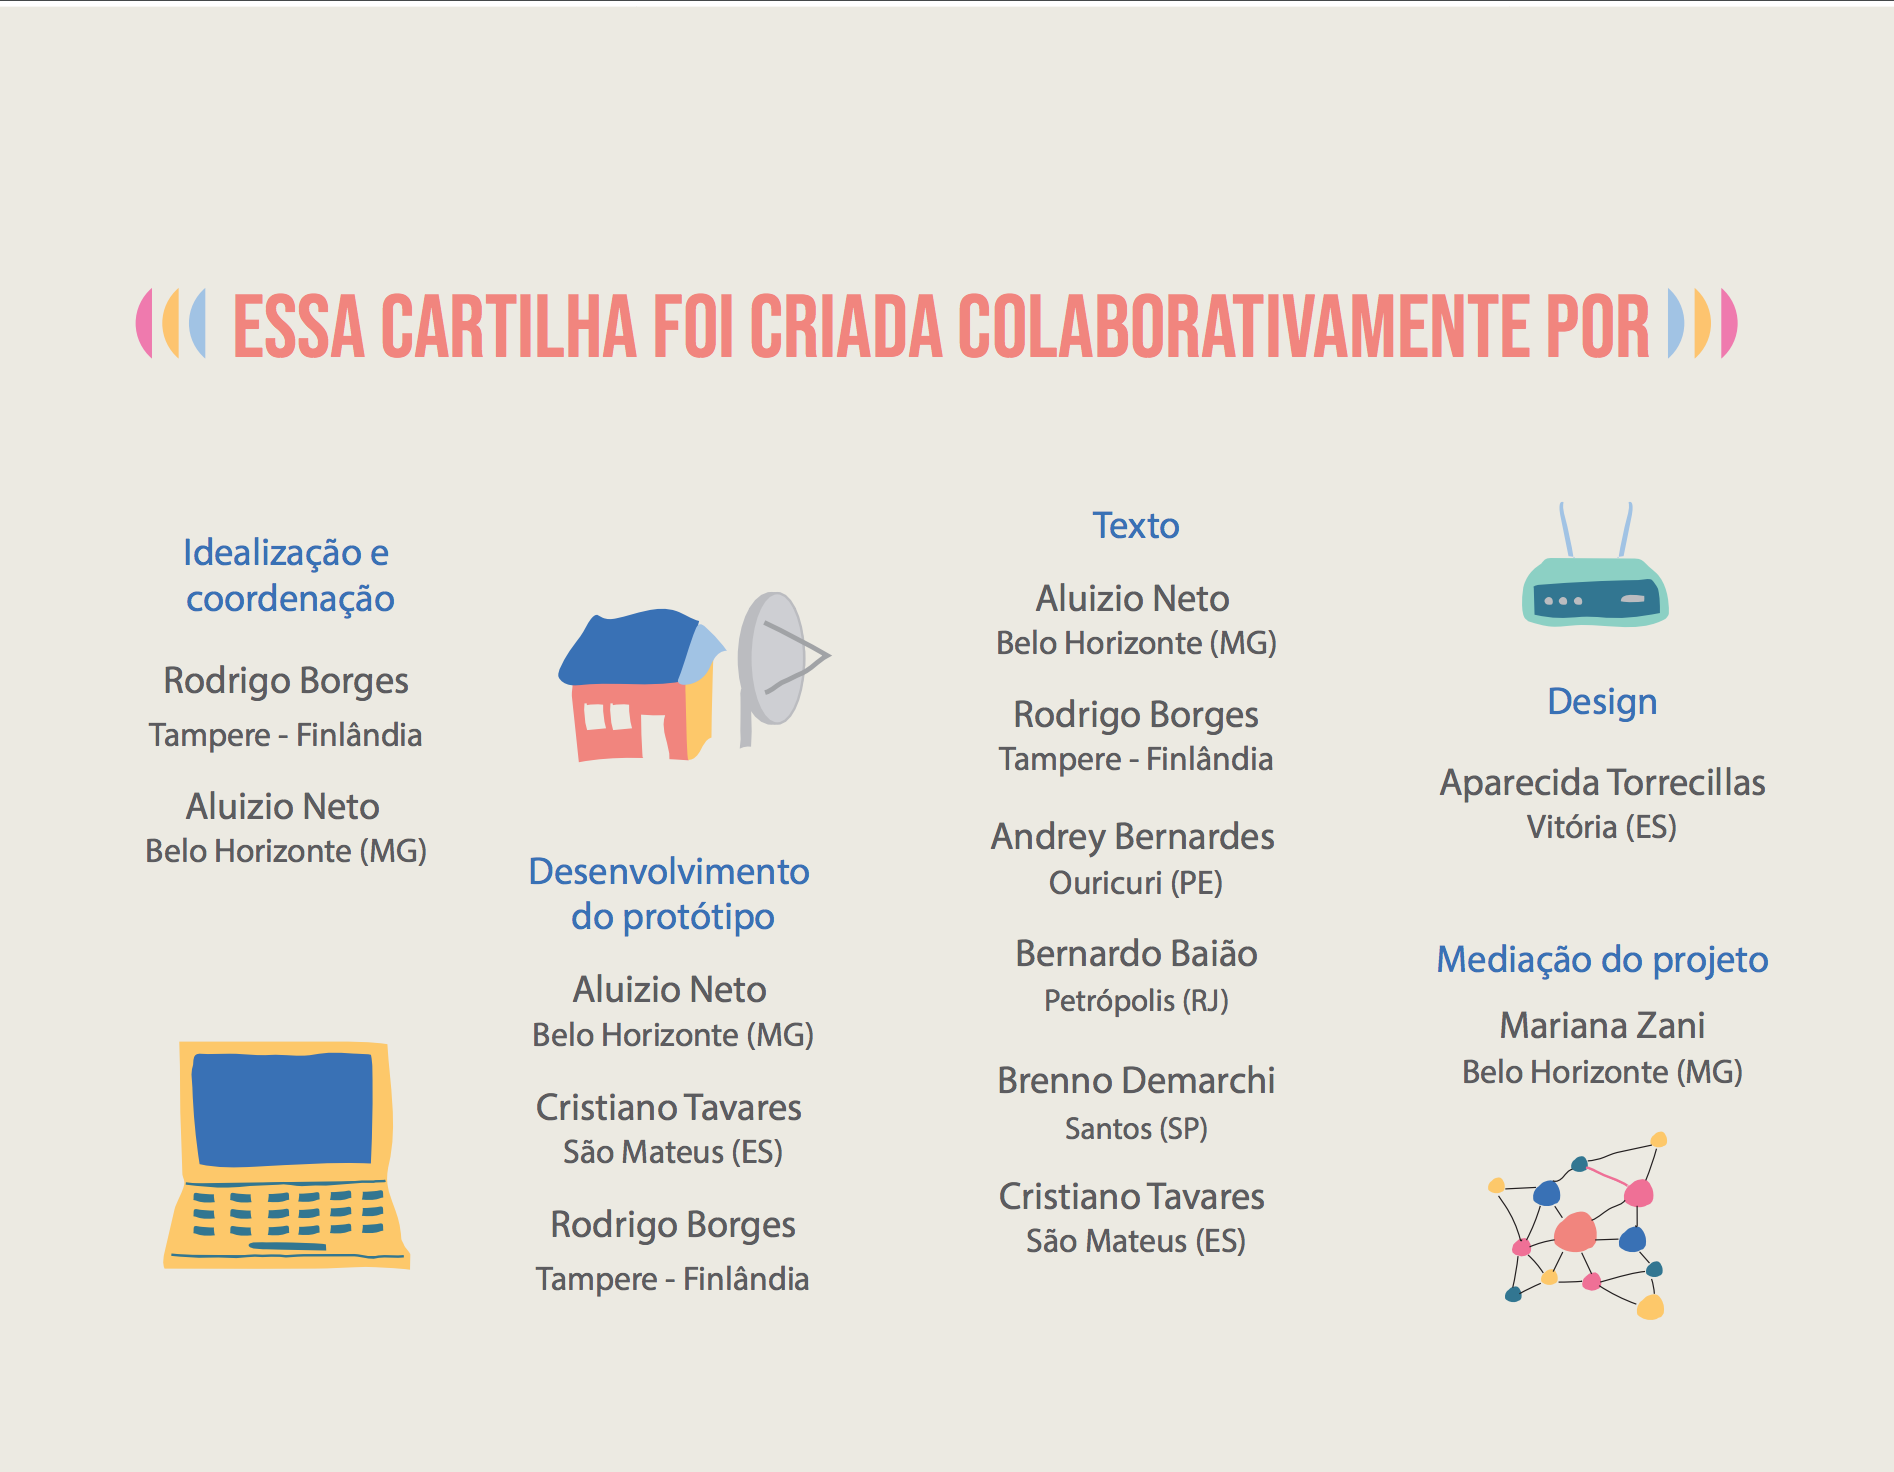 ESSA CARTILHA FOI CRIADA COLABORATIVAMENTE POR
Idealização e
coordenação
Rodrigo Borges
Tampere - Finlândia
Aluizio Neto
Belo Horizonte (MG)
Desenvolvimento
do protótipo
Aluizio Neto
Belo Horizonte (MG)
Cristiano Tavares
São Mateus (ES)
Rodrigo Borges
Tampere - Finlândia
Texto
Aluizio Neto
Belo Horizonte (MG)
Rodrigo Borges
Tampere - Finlândia
Andrey Bernardes
Ouricuri (PE)
Bernardo Baião
Petrópolis (RJ)
Brenno Demarchi
Santos (SP)
Cristiano Tavares
São Mateus (ES)
Design
Aparecida Torrecillas
Vitória (ES)
Mediação do projeto
Mariana Zani
Belo Horizonte (MG)